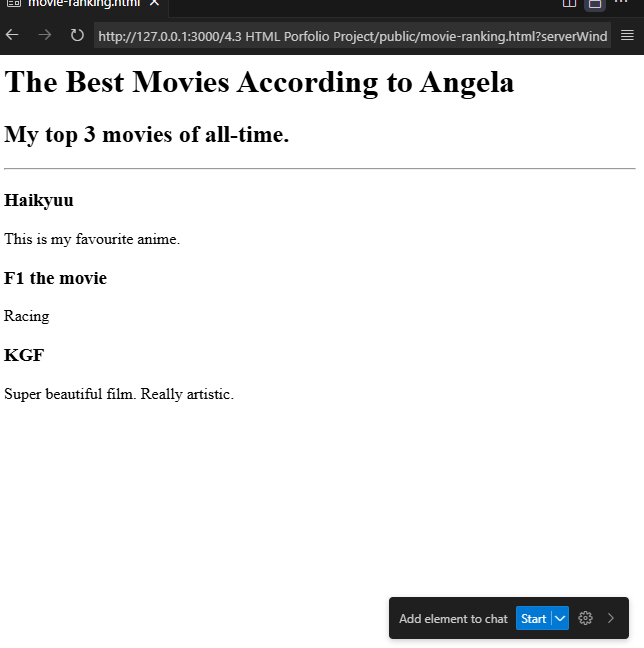 movie-ranking.html
http://127.0.0.1:3000/4.3 HTML Porfolio Project/public/movie-ranking.html?serverWind
The Best Movies According to Angela
My top 3 movies of all-time.
Haikyuu
This is my favourite anime.
F1 the movie
Racing
KGF
Super beautiful film. Really artistic.
Add element to chat Start